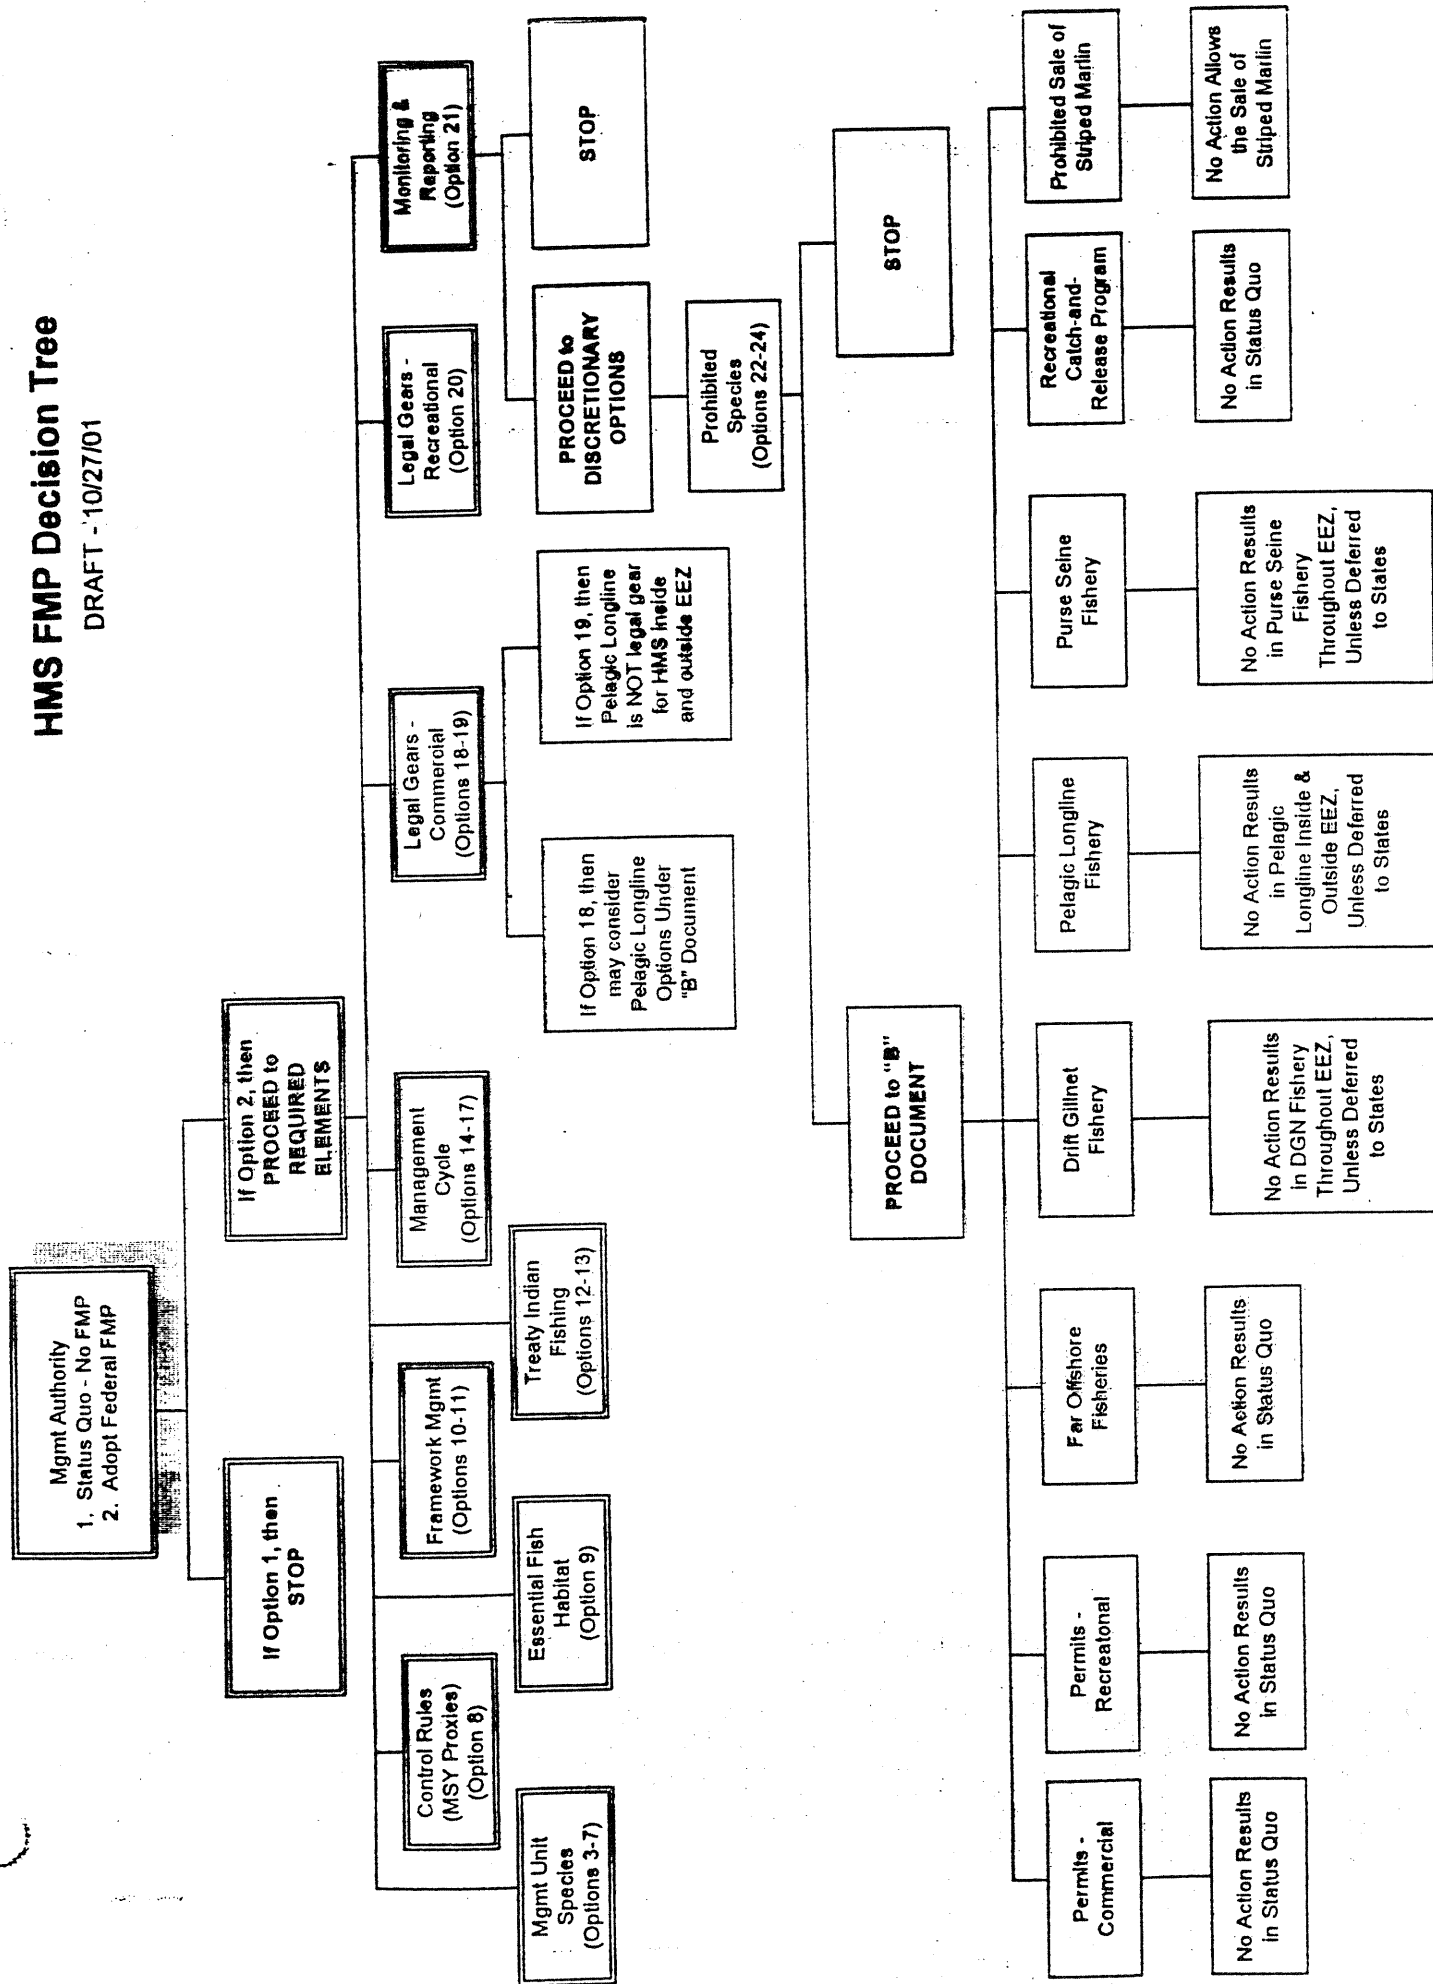 HMS FMP Decision Tree
DRAFT - 10/27/01
Mgmt Authority
1. Status Quo - No FMP
2. Adopt Federal FMP
If Option 1, then
STOP
If Option 2, then
PROCEED to
REQUIRED
ELEMENTS
Mgmt Unit
Species
(Options 3-7)
Control Rules
(MSY Proxies)
(Option 8)
Essential Fish
Habitat
(Option 9)
Framework Mgmt
(Options 10-11)
Treaty Indian
Fishing
(Options 12-13)
Management
Cycle
(Options 14-17)
Legal Gears -
Commercial
(Options 18-19)
Legal Gears -
Recreational
(Option 20)
Monitoring &
Reporting
(Option 21)
If Option 18, then
may consider
Pelagic Longline
Options Under
"B" Document
If Option 19, then
Pelagic Longline
is NOT legal gear
for HMS inside
and outside EEZ
PROCEED to
DISCRETIONARY
OPTIONS
STOP
Prohibited
Species
(Options 22-24)
PROCEED to "B"
DOCUMENT
STOP
Permits -
Commercial
Permits -
Recreatonal
Far Offshore
Fisheries
Drift Gillnet
Fishery
Pelagic Longline
Fishery
Purse Seine
Fishery
Recreational
Catch-and-
Release Program
Prohibited Sale of
Striped Marlin
No Action Results
in Status Quo
No Action Results
in Status Quo
No Action Results
in Status Quo
No Action Results
in DGN Fishery
Throughout EEZ,
Unless Deferred
to States
No Action Results
in Pelagic
Longline Inside &
Outside EEZ,
Unless Deferred
to States
No Action Results
in Purse Seine
Fishery
Throughout EEZ,
Unless Deferred
to States
No Action Results
in Status Quo
No Action Allows
the Sale of
Striped Marlin